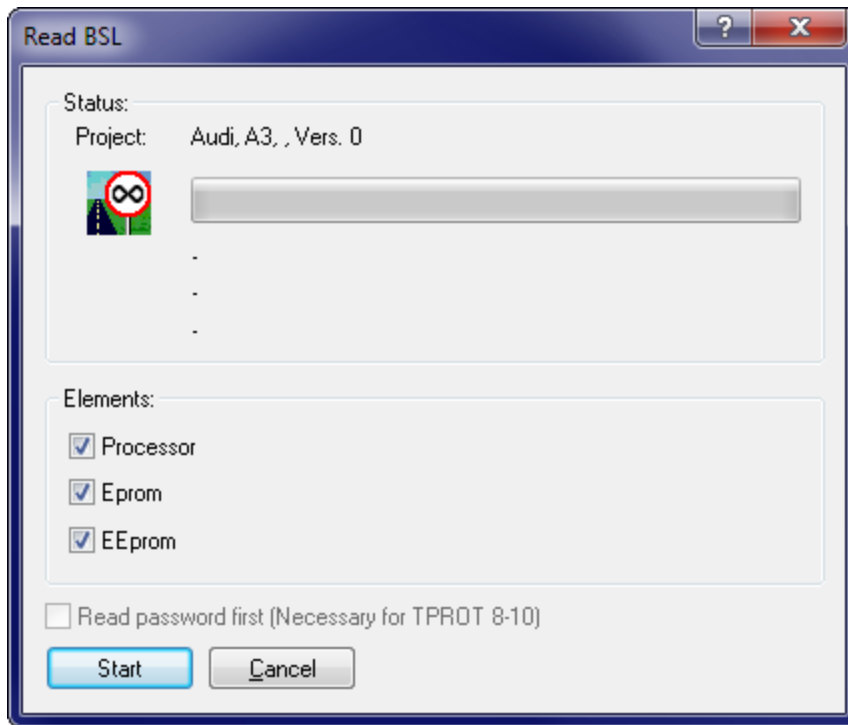 Read BSL
Status:
Project: Audi, A3, , Vers. 0
-
-
-
Elements:
Processor
Eprom
EEprom
Read password first (Necessary for TPROT 8-10)
Start Cancel